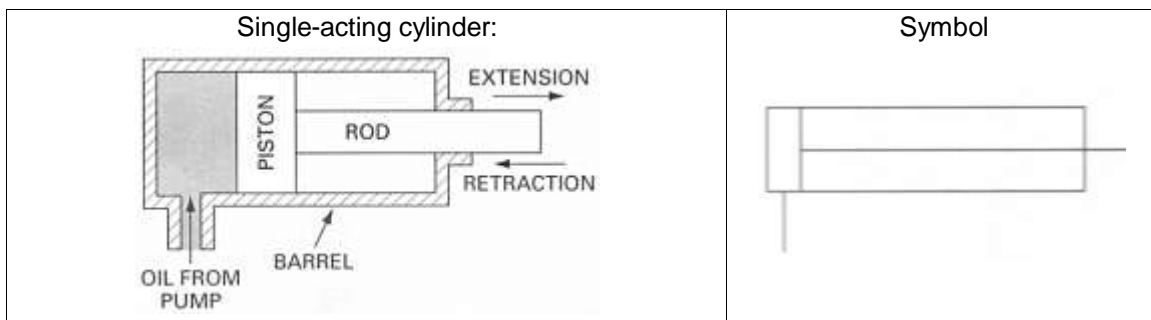 Single-acting cylinder:
Symbol
EXTENSION
PISTON
ROD
RETRACTION
BARREL
OIL FROM
PUMP